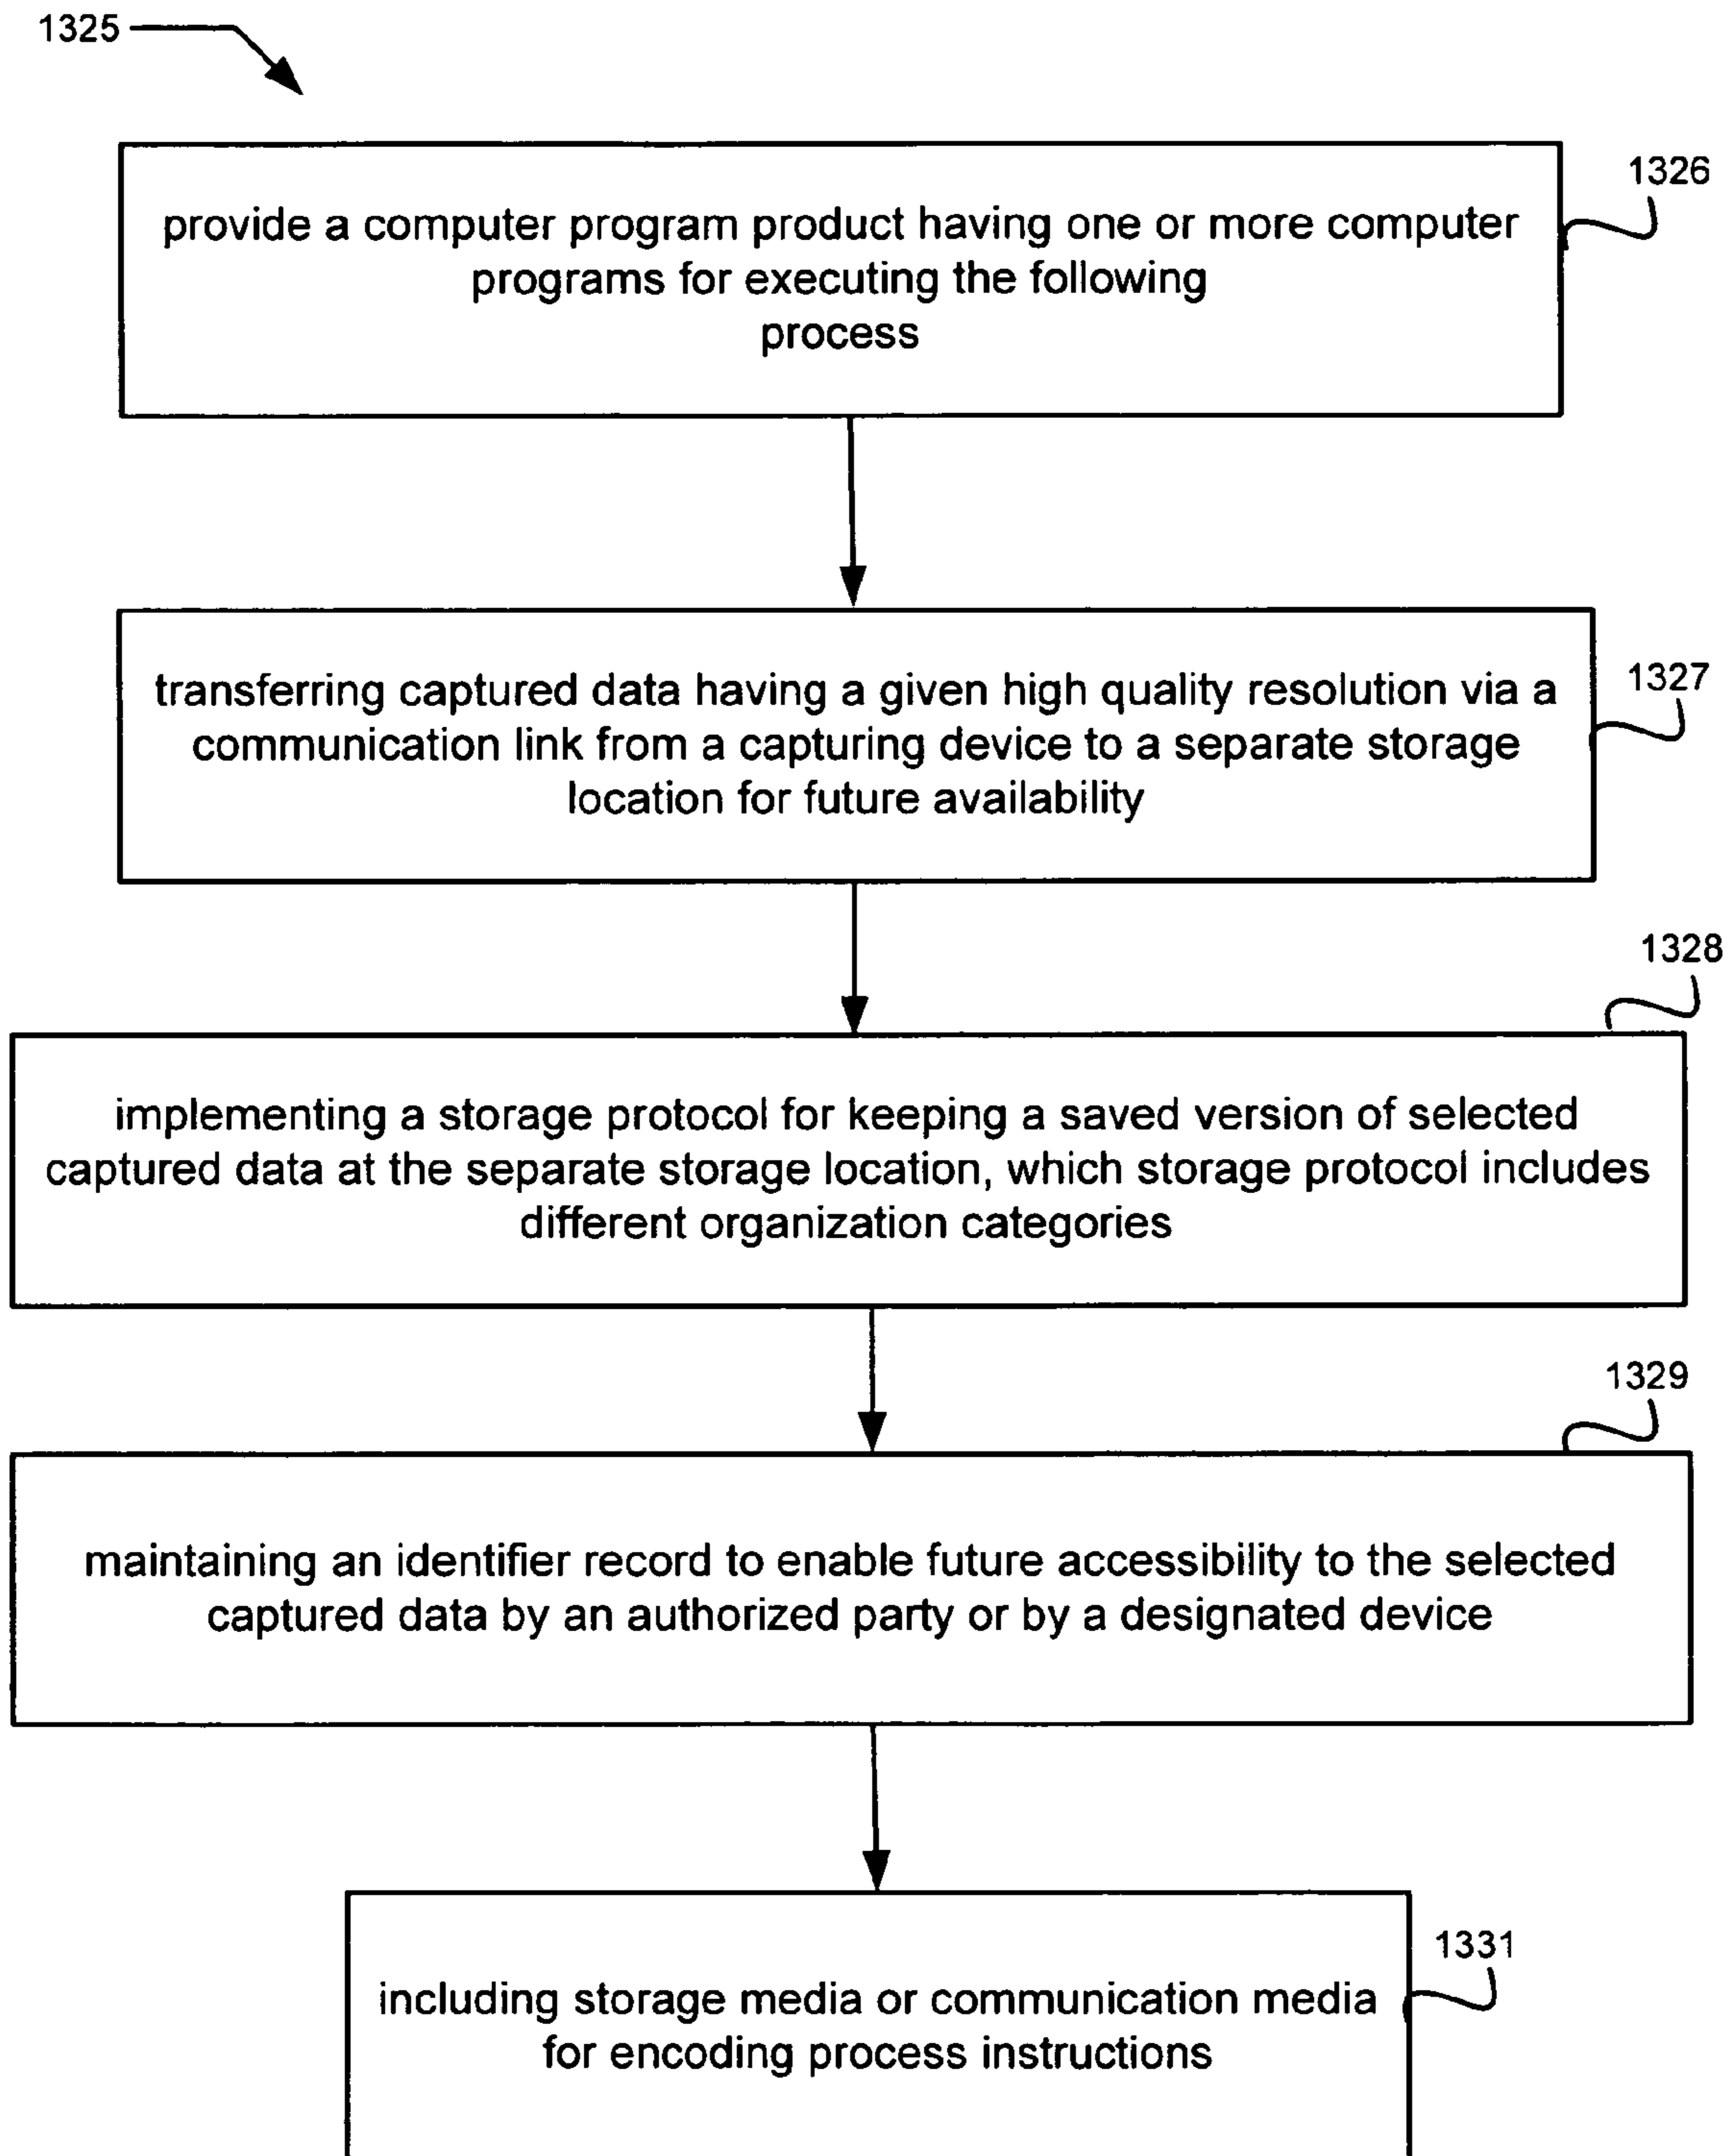 1325
1326
provide a computer program product having one or more computer
programs for executing the following
process
1327
transferring captured data having a given high quality resolution via a
communication link from a capturing device to a separate storage
location for future availability
1328
implementing a storage protocol for keeping a saved version of selected
captured data at the separate storage location, which storage protocol includes
different organization categories
1329
maintaining an identifier record to enable future accessibility to the selected
captured data by an authorized party or by a designated device
1331
including storage media or communication media
for encoding process instructions